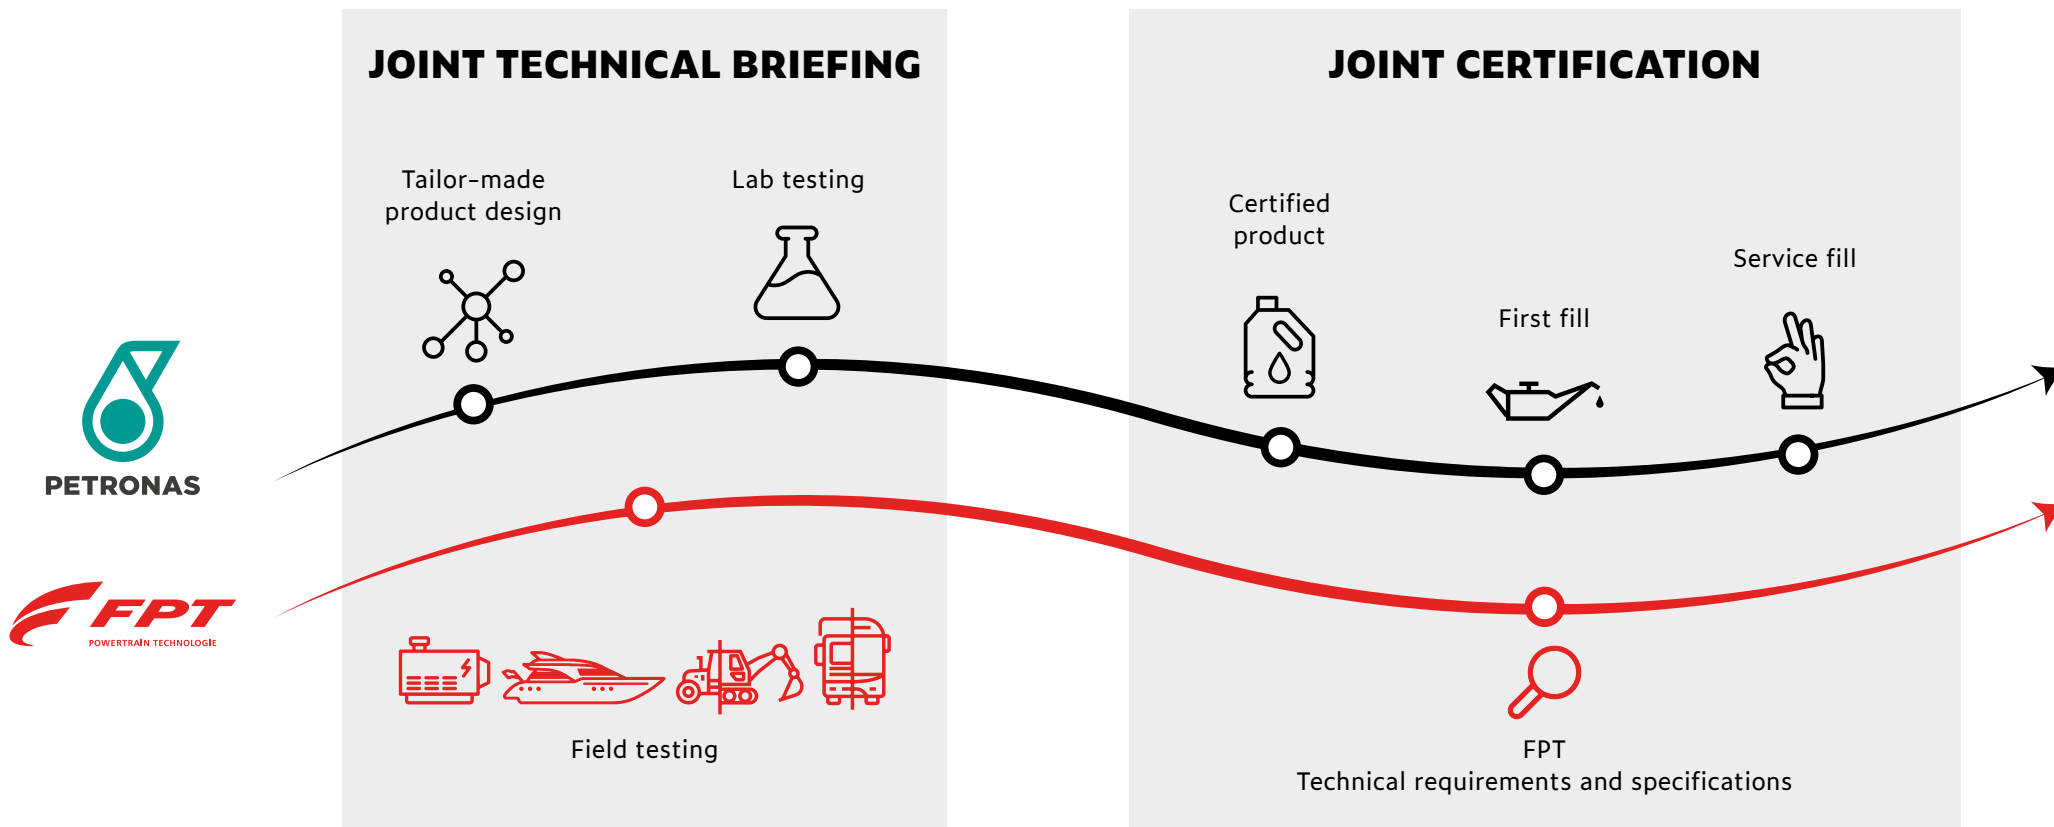 JOINT TECHNICAL BRIEFING
JOINT CERTIFICATION
Tailor-made
product design
Lab testing
Certified
product
First fill
Service fill
PETRONAS
FPT
POWERTRAIN TECHNOLOGIE
Field testing
FPT
Technical requirements and specifications